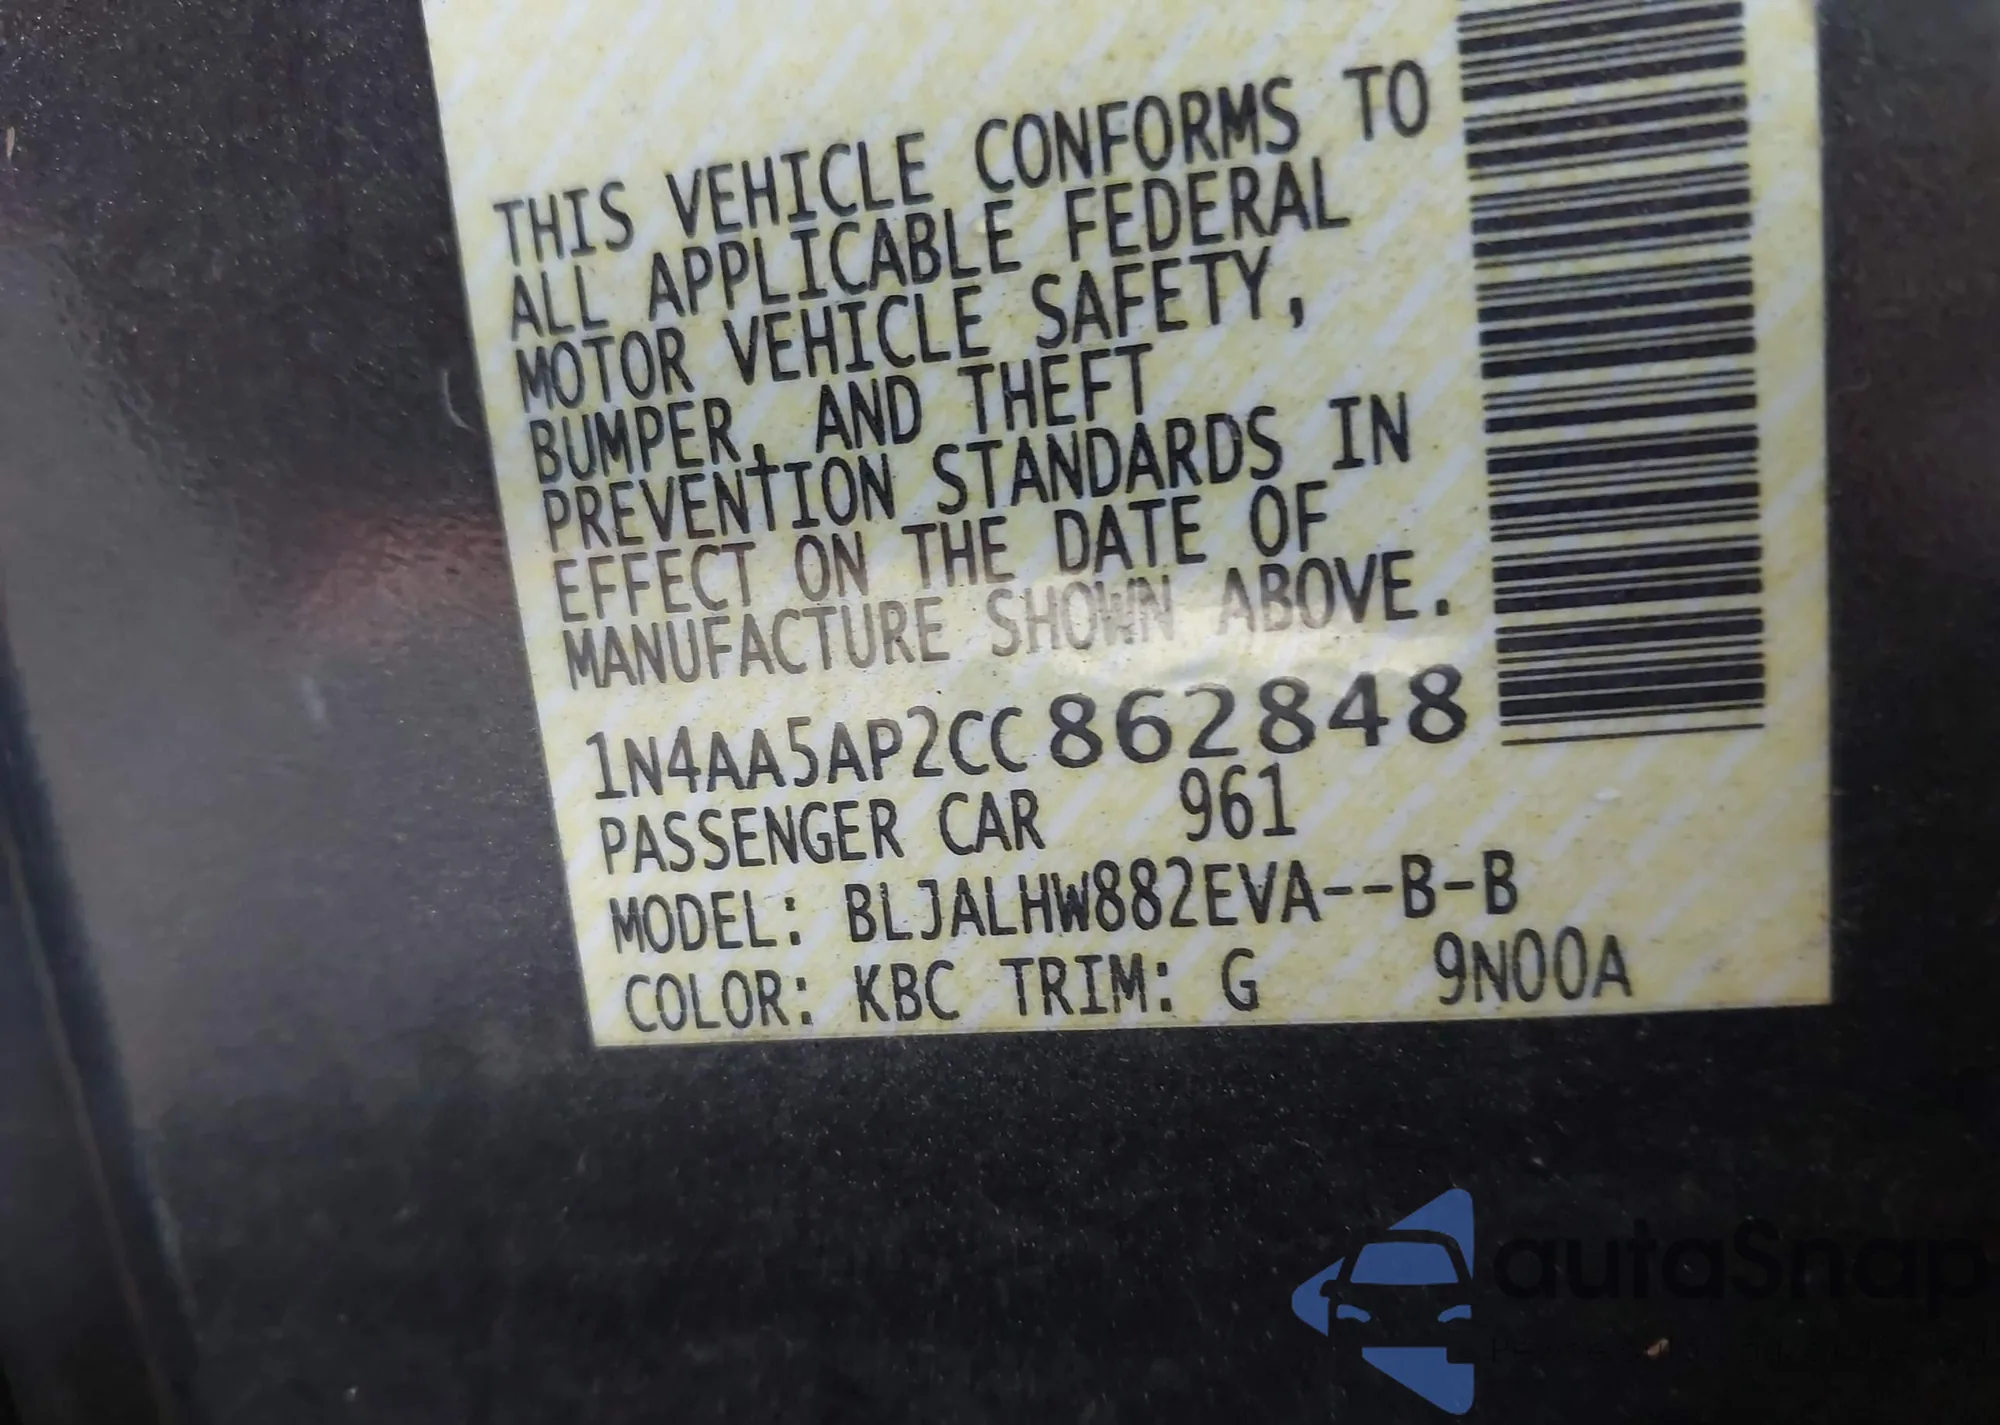 THIS VEHICLE CONFORMS TO
ALL APPLICABLE FEDERAL
MOTOR VEHICLE SAFETY,
BUMPER, AND THEFT
PREVENTION STANDARDS IN
EFFECT ON THE DATE OF
MANUFACTURE SHOWN ABOVE.
1N4AA5AP2CC862848
PASSENGER CAR 961
MODEL: BLJALHW882EVA--B-B
COLOR: KBC TRIM: G 9N00A
autaSnap